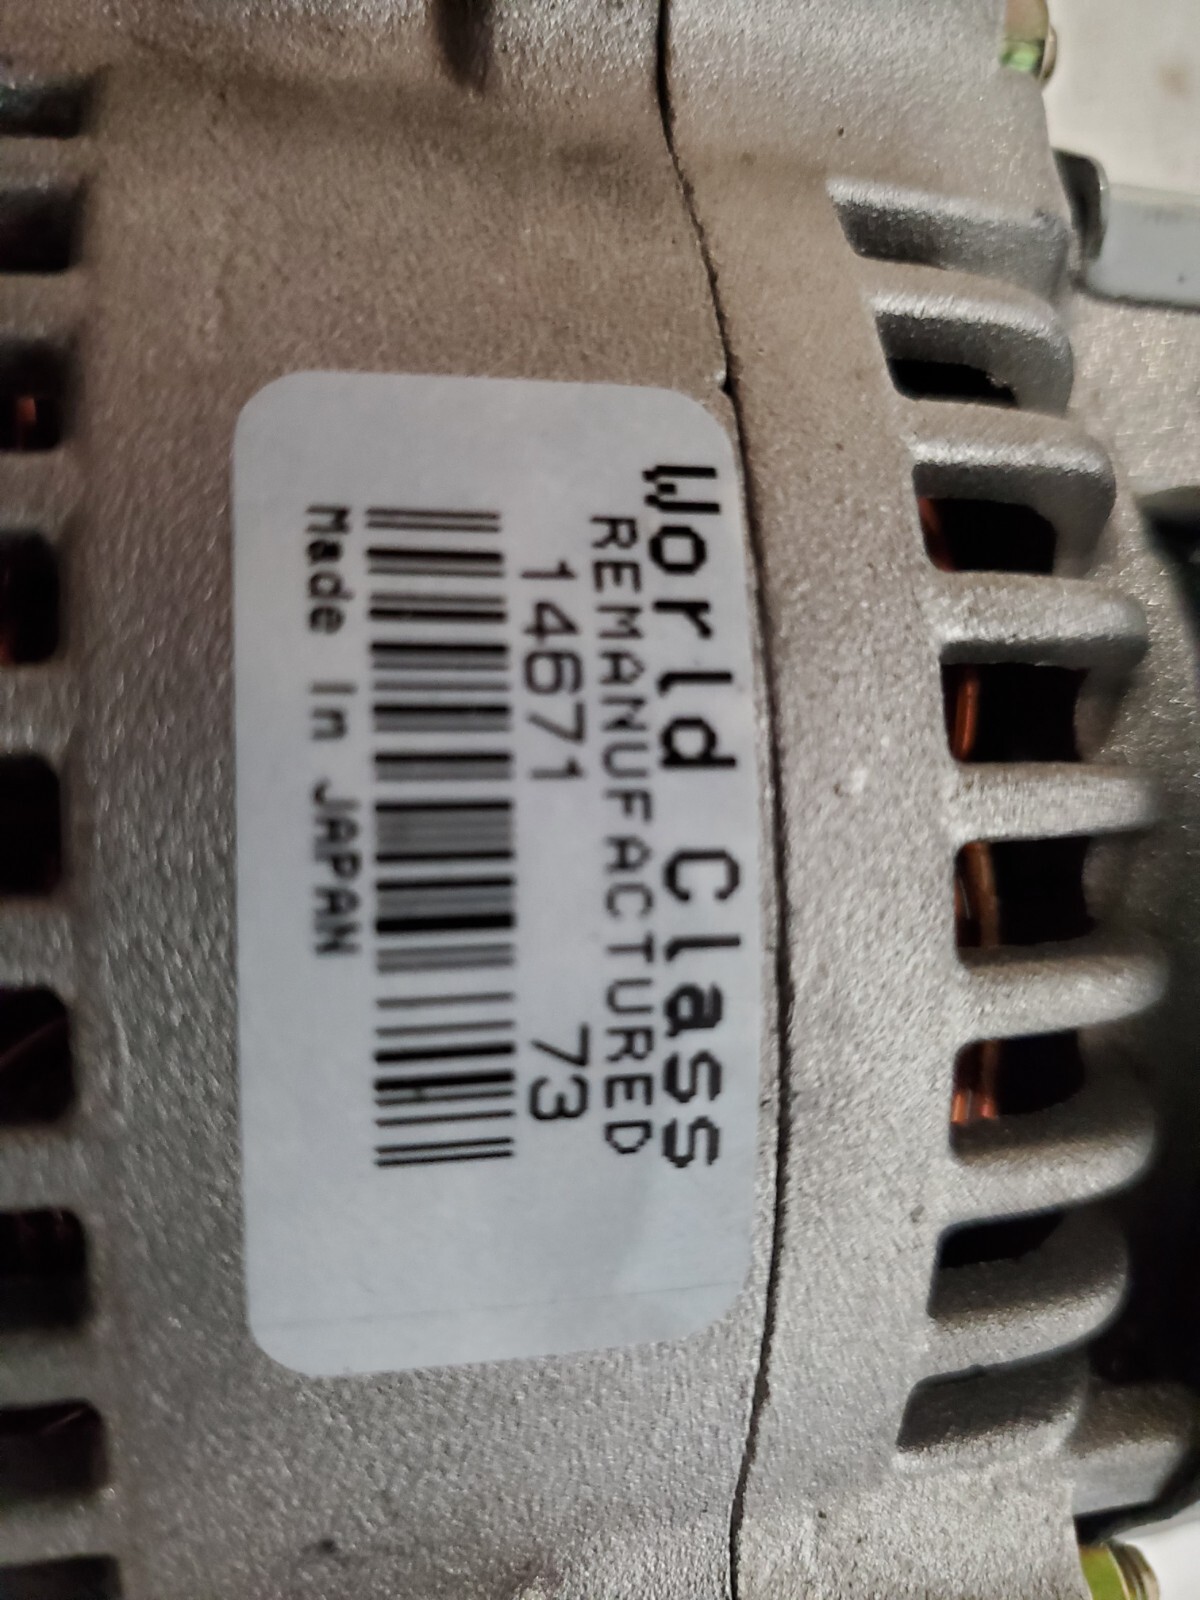 World Class
REMANUFACTURED
14671 73
Made In JAPAN